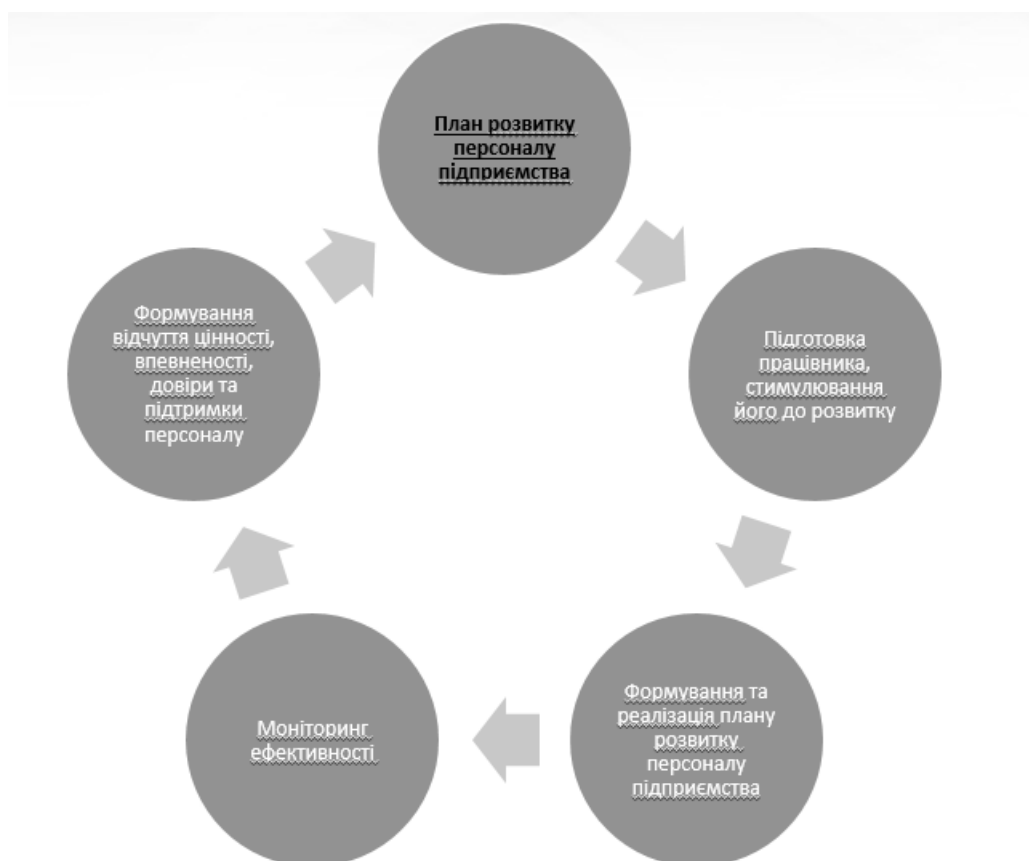 План розвитку
персоналу
підприємства
Підготовка
працівника,
стимулювання
його до розвитку
Формування та
реалізація плану
розвитку
персоналу
підприємства
Моніторинг
ефективності
Формування
відчуття цінності,
впевненості,
довіри та
підтримки
персоналу